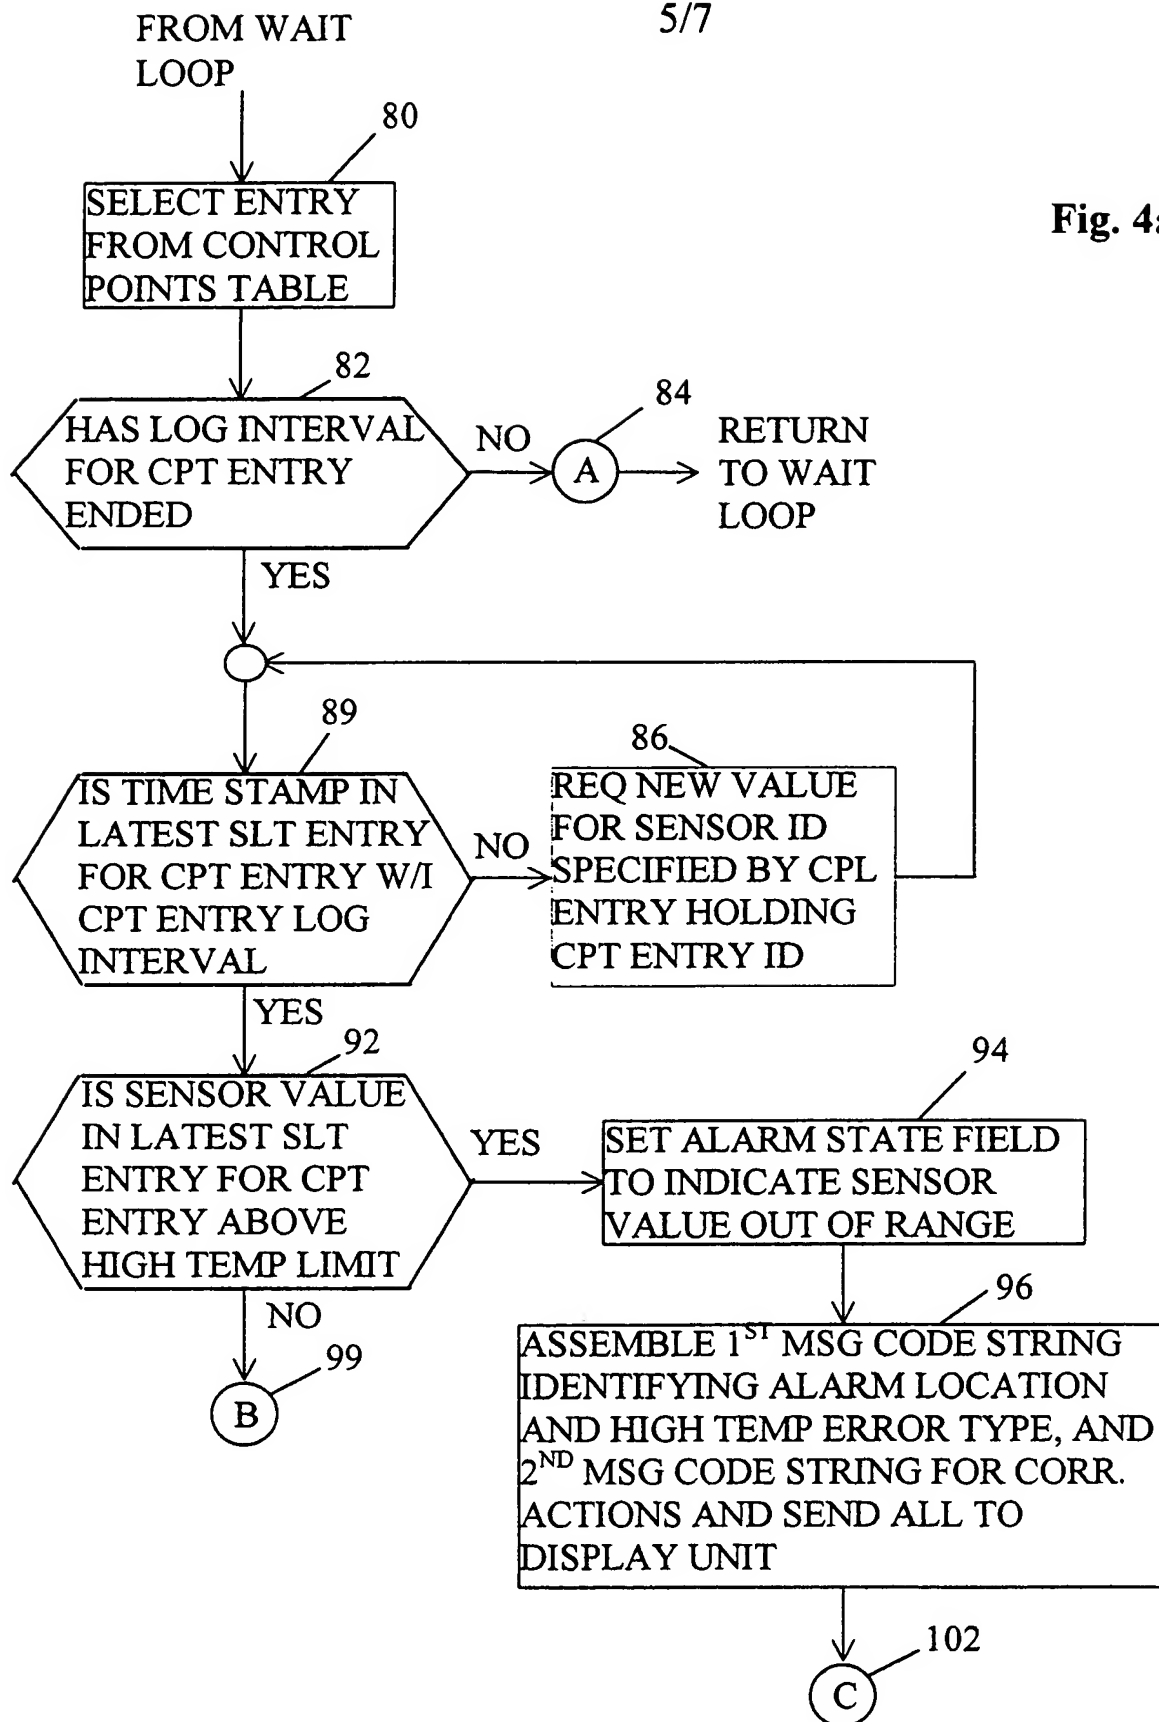 5/7
FROM WAIT
LOOP
80
SELECT ENTRY
FROM CONTROL
POINTS TABLE
Fig. 4a
82
HAS LOG INTERVAL
FOR CPT ENTRY
ENDED
NO
84
A
RETURN
TO WAIT
LOOP
YES
89
IS TIME STAMP IN
LATEST SLT ENTRY
FOR CPT ENTRY W/I
CPT ENTRY LOG
INTERVAL
NO
86
REQ NEW VALUE
FOR SENSOR ID
SPECIFIED BY CPL
ENTRY HOLDING
CPT ENTRY ID
YES
92
IS SENSOR VALUE
IN LATEST SLT
ENTRY FOR CPT
ENTRY ABOVE
HIGH TEMP LIMIT
YES
94
SET ALARM STATE FIELD
TO INDICATE SENSOR
VALUE OUT OF RANGE
NO
99
B
96
ASSEMBLE 1ST MSG CODE STRING
IDENTIFYING ALARM LOCATION
AND HIGH TEMP ERROR TYPE, AND
2ND MSG CODE STRING FOR CORR.
ACTIONS AND SEND ALL TO
DISPLAY UNIT
102
C